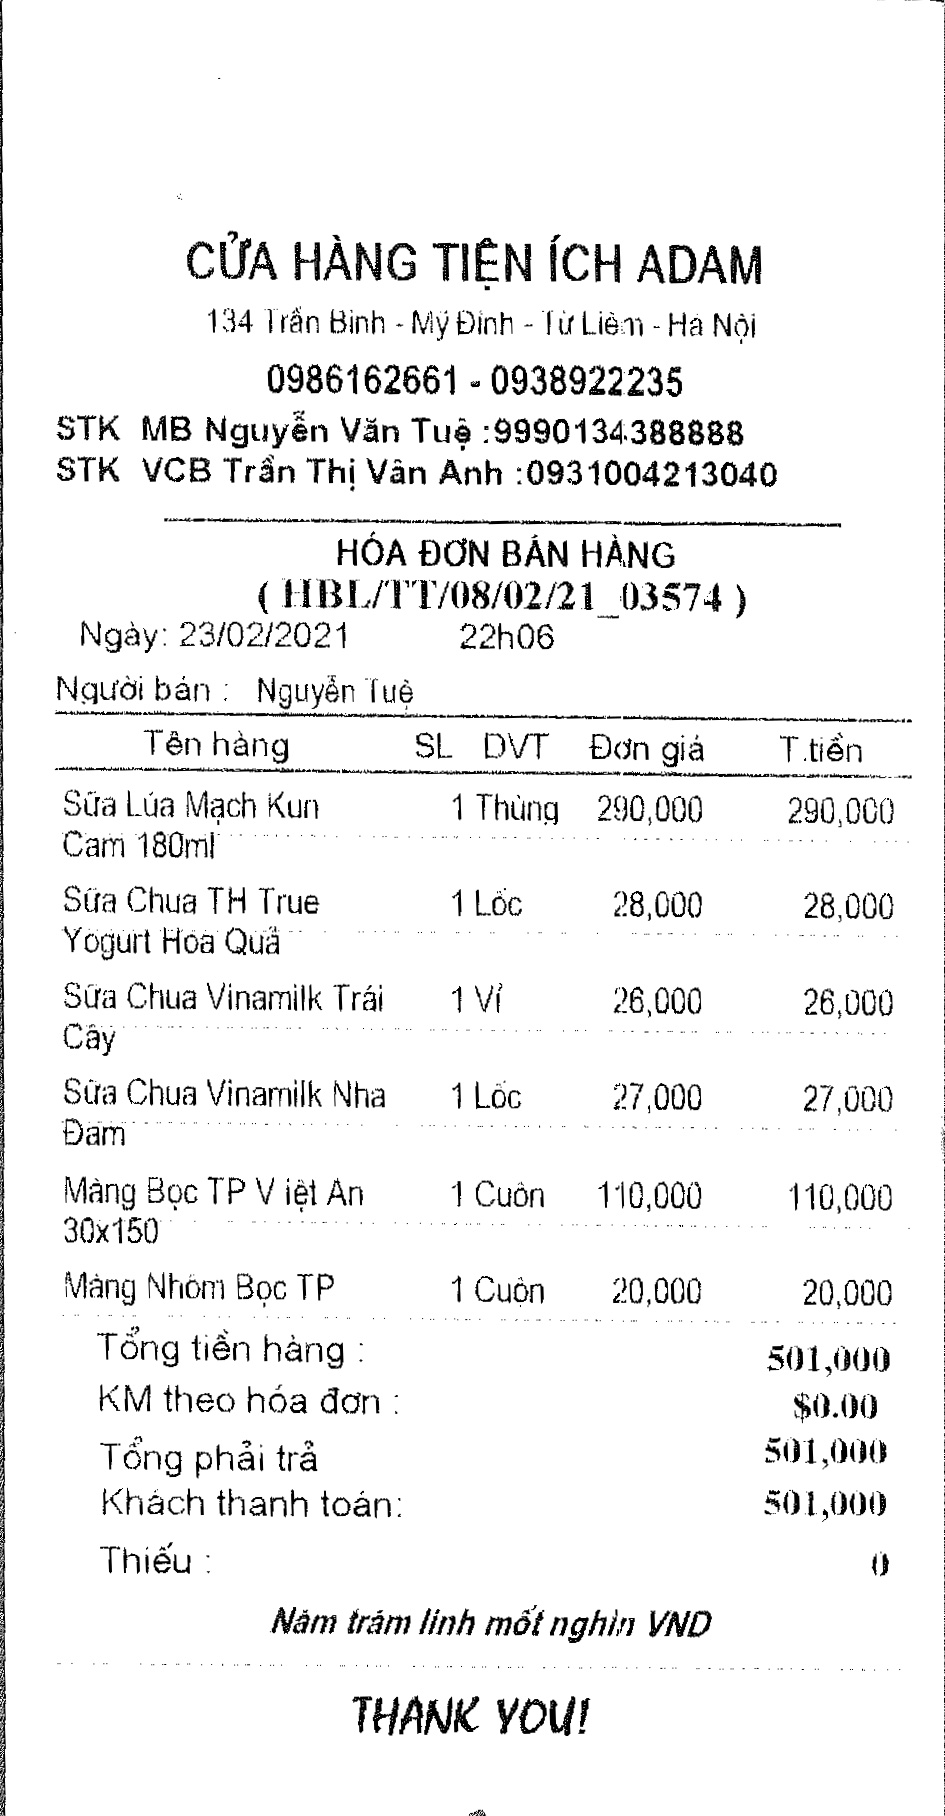 CỬA HÀNG TIỆN ÍCH ADAM
134 Trần Bình - Mỹ Đình - Từ Liêm - Hà Nội
0986162661 - 0938922235
STK MB Nguyễn Văn Tuệ :9990134388888
STK VCB Trần Thị Vân Anh :0931004213040
HÓA ĐƠN BÁN HÀNG
( HBL/TT/08/02/21_03574 )
Ngày: 23/02/2021 22h06
Người bán : Nguyễn Tuệ
Tên hàng SL DVT Đơn giá T.tiền
Sữa Lúa Mạch Kun 1 Thùng 290,000 290,000
Cam 180ml
Sữa Chua TH True 1 Lốc 28,000 28,000
Yogurt Hoa Quả
Sữa Chua Vinamilk Trái 1 Vỉ 26,000 26,000
Cây
Sữa Chua Vinamilk Nha 1 Lốc 27,000 27,000
Đam
Màng Bọc TP V iệt An 1 Cuộn 110,000 110,000
30x150
Màng Nhôm Bọc TP 1 Cuộn 20,000 20,000
Tổng tiền hàng : 501,000
KM theo hóa đơn : $0.00
Tổng phải trả 501,000
Khách thanh toán: 501,000
Thiếu : 0
Năm trăm linh mốt nghìn VND
THANK YOU!